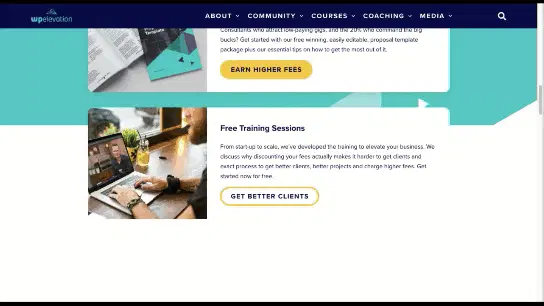 wpelevation
ABOUT COMMUNITY COURSES COACHING MEDIA
Template
Consultants who attract low-paying gigs, and the 20% who command the big
bucks? Get started with our free winning, easily editable, proposal template
package plus our essential tips on how to get the most out of it.
EARN HIGHER FEES
Free Training Sessions
From start-up to scale, we've developed the training to elevate your business. We
discuss why discounting your fees actually makes it harder to get clients and
exact process to get better clients, better projects and charge higher fees. Get
started now for free.
GET BETTER CLIENTS